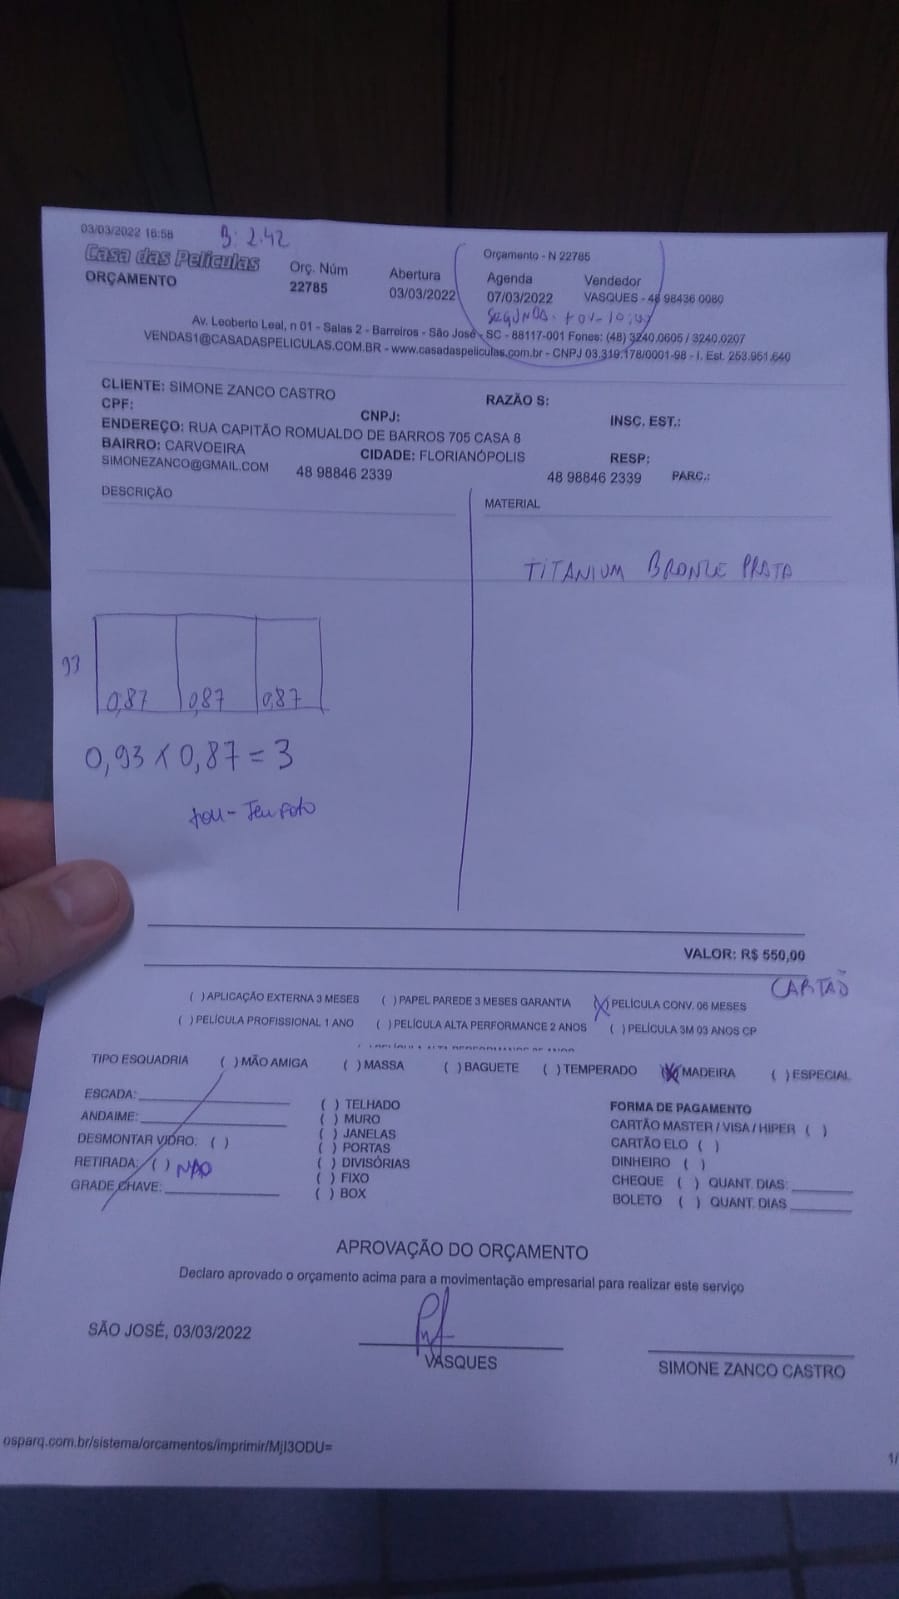 03/03/2022 16:58
B: 2.42
Casa das Películas
ORÇAMENTO
Orç. Núm
22785
Abertura
03/03/2022
Orçamento - N 22785
Agenda
07/03/2022
Vendedor
VASQUES - 48 98436 0080
SEGUNDA
Av. Leoberto Leal, n 01 - Salas 2 - Barreiros - São José - SC - 88117-001 Fones: (48) 3240.0605 / 3240.0207
VENDAS1@CASADASPELICULAS.COM.BR - www.casadaspeliculas.com.br - CNPJ 03.319.178/0001-98 - I. Est. 253.951.640
CLIENTE: SIMONE ZANCO CASTRO
RAZÃO S:
CPF:
CNPJ:
INSC. EST.:
ENDEREÇO: RUA CAPITÃO ROMUALDO DE BARROS 705 CASA 8
BAIRRO: CARVOEIRA
CIDADE: FLORIANÓPOLIS
RESP:
SIMONEZANCO@GMAIL.COM
48 98846 2339
48 98846 2339
PARC.:
DESCRIÇÃO
MATERIAL
TITANIUM BRONZE PRATA
93
0,87 0,87 0,87
0,93 x 0,87 = 3
VALOR: R$ 550,00
CARTÃO
( ) APLICAÇÃO EXTERNA 3 MESES ( ) PAPEL PAREDE 3 MESES GARANTIA (X) PELÍCULA CONV. 06 MESES
( ) PELÍCULA PROFISSIONAL 1 ANO ( ) PELÍCULA ALTA PERFORMANCE 2 ANOS ( ) PELÍCULA 3M 03 ANOS CP
TIPO ESQUADRIA ( ) MÃO AMIGA ( ) MASSA ( ) BAGUETE ( ) TEMPERADO (X) MADEIRA ( ) ESPECIAL
ESCADA:
ANDAIME:
DESMONTAR VIDRO: ( )
RETIRADA: ( ) NÃO
GRADE CHAVE:
( ) TELHADO
( ) MURO
( ) JANELAS
( ) PORTAS
( ) DIVISÓRIAS
( ) FIXO
( ) BOX
FORMA DE PAGAMENTO
CARTÃO MASTER / VISA / HIPER ( )
CARTÃO ELO ( )
DINHEIRO ( )
CHEQUE ( ) QUANT. DIAS:
BOLETO ( ) QUANT. DIAS
APROVAÇÃO DO ORÇAMENTO
Declaro aprovado o orçamento acima para a movimentação empresarial para realizar este serviço
SÃO JOSÉ, 03/03/2022
VASQUES
SIMONE ZANCO CASTRO
osparq.com.br/sistema/orcamentos/imprimir/MjI3ODU=
1/